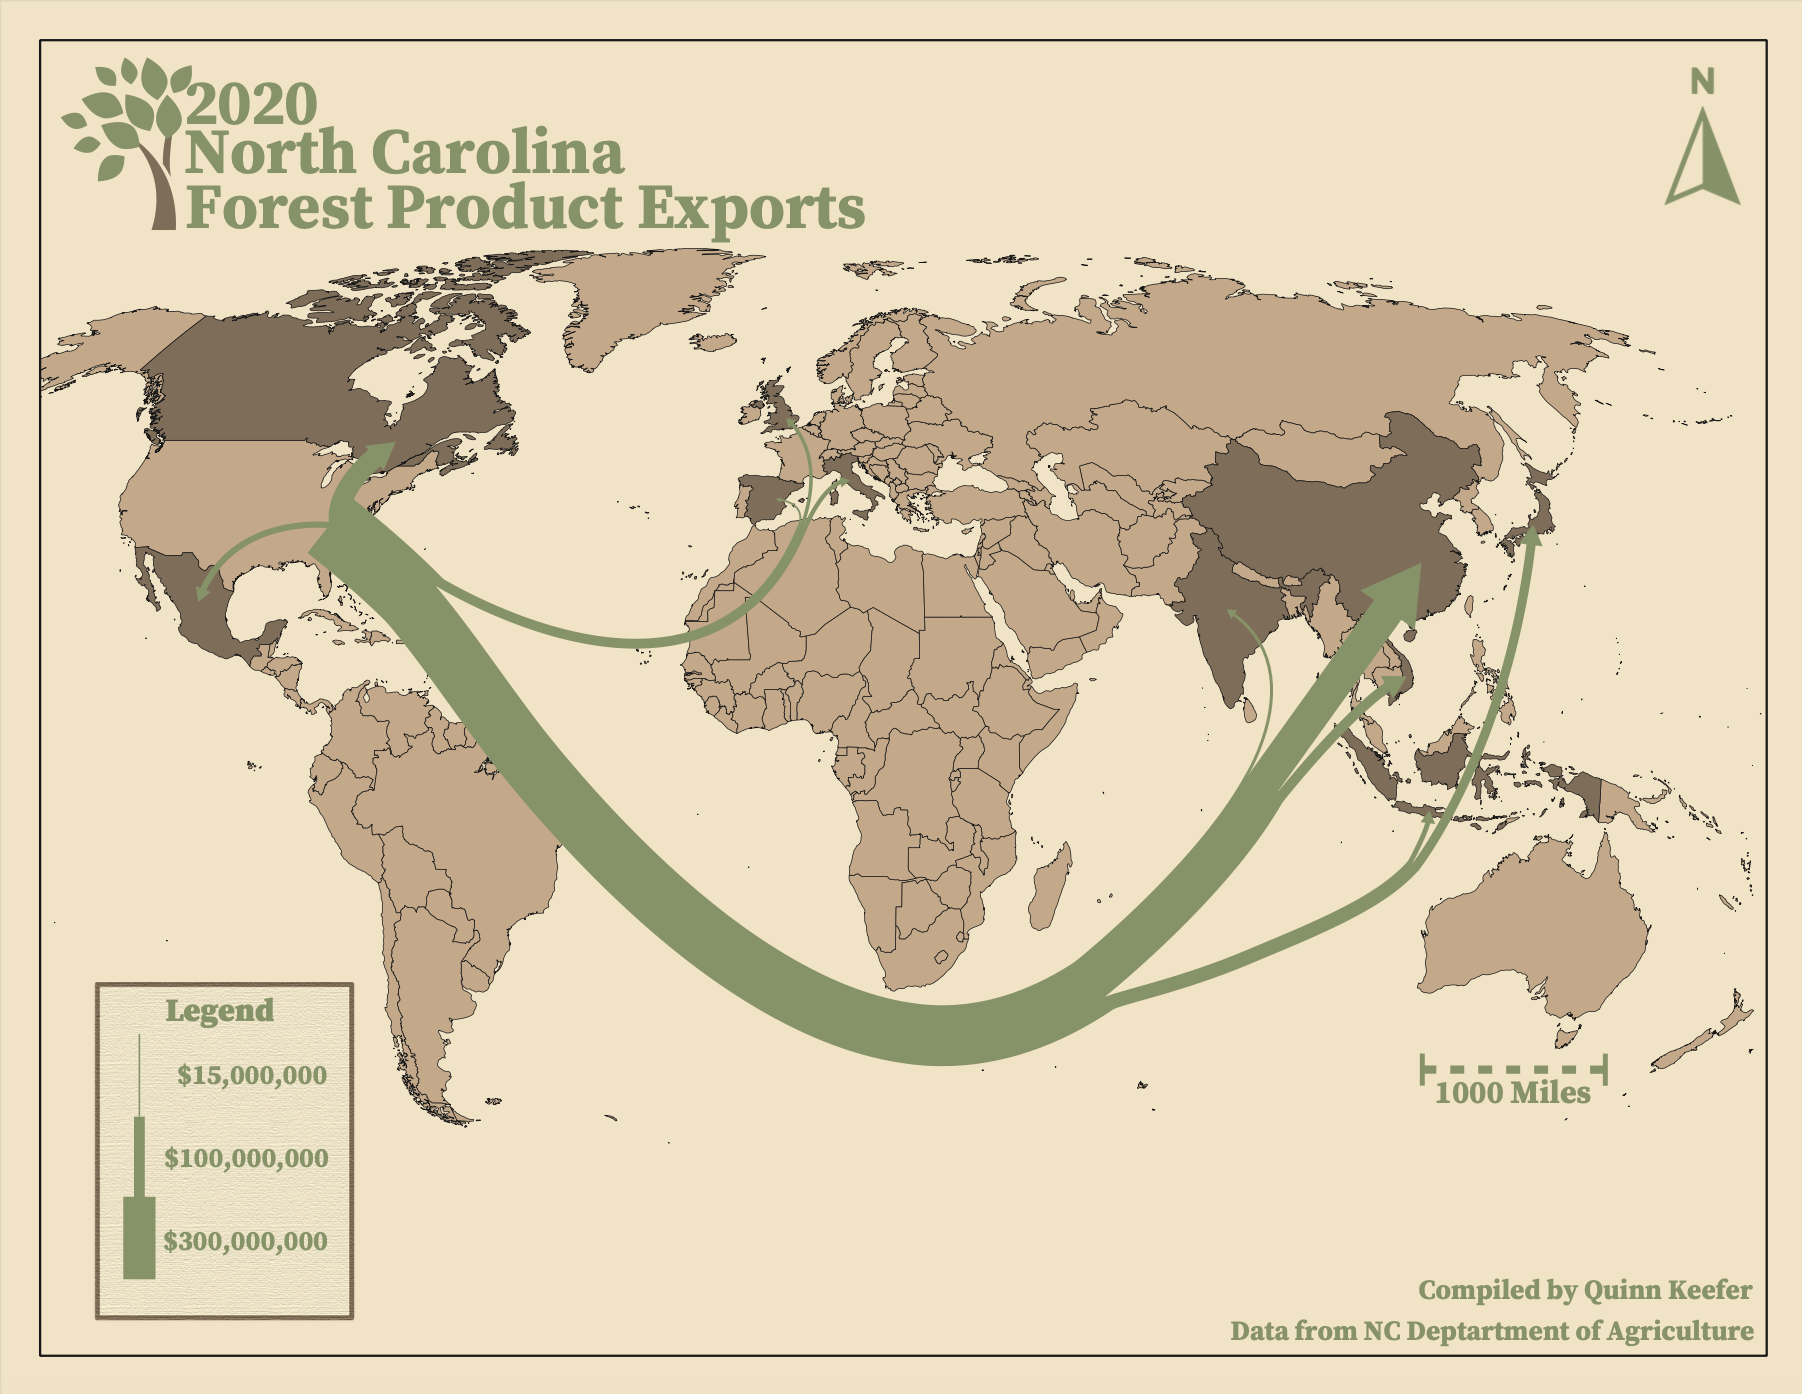 2020
North Carolina
Forest Product Exports
N
Legend
$15,000,000
$100,000,000
$300,000,000
1000 Miles
Compiled by Quinn Keefer
Data from NC Deptartment of Agriculture